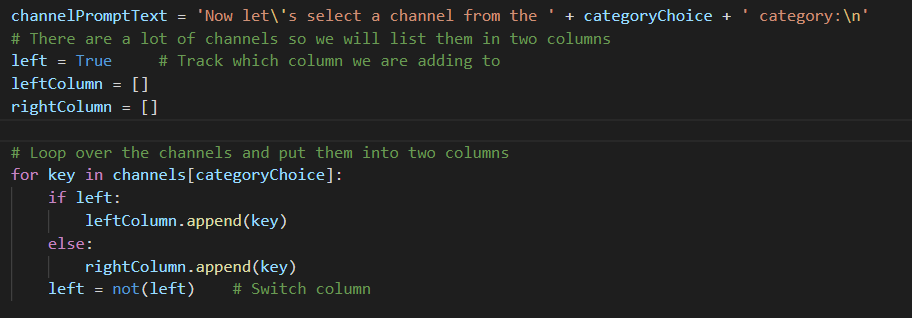 channelPromptText = 'Now let\'s select a channel from the ' + categoryChoice + ' category:\n'
# There are a lot of channels so we will list them in two columns
left = True     # Track which column we are adding to
leftColumn = []
rightColumn = []

# Loop over the channels and put them into two columns
for key in channels[categoryChoice]:
    if left:
        leftColumn.append(key)
    else:
        rightColumn.append(key)
    left = not(left)    # Switch column